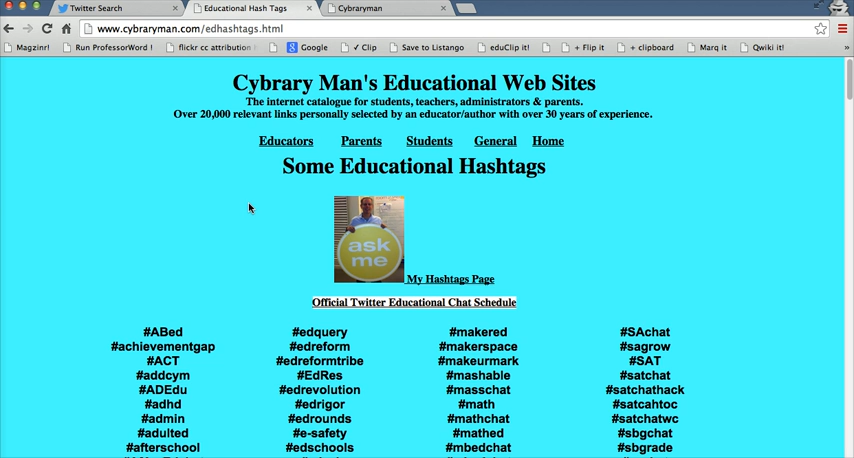 Twitter Search
Educational Hash Tags
Cybraryman
www.cybraryman.com/edhashtags.html
Magzinr!
Run ProfessorWord !
flickr cc attribution
Google
✓ Clip
Save to Listango
eduClip it!
+ Flip it
+ clipboard
Marq it
Qwiki it!
Cybrary Man's Educational Web Sites
The internet catalogue for students, teachers, administrators & parents.
Over 20,000 relevant links personally selected by an educator/author with over 30 years of experience.
Educators Parents Students General Home
Some Educational Hashtags
ask
me
My Hashtags Page
Official Twitter Educational Chat Schedule
#ABed #edquery #makered #SAchat
#achievementgap #edreform #makerspace #sagrow
#ACT #edreformtribe #makeurmark #SAT
#addcym #EdRes #mashable #satchat
#ADEdu #edrevolution #masschat #satchathack
#adhd #edrigor #math #satcahtoc
#admin #edrounds #mathchat #satchatwc
#adulted #e-safety #mathed #sbgchat
#afterschool #edschools #mbedchat #sbgrade